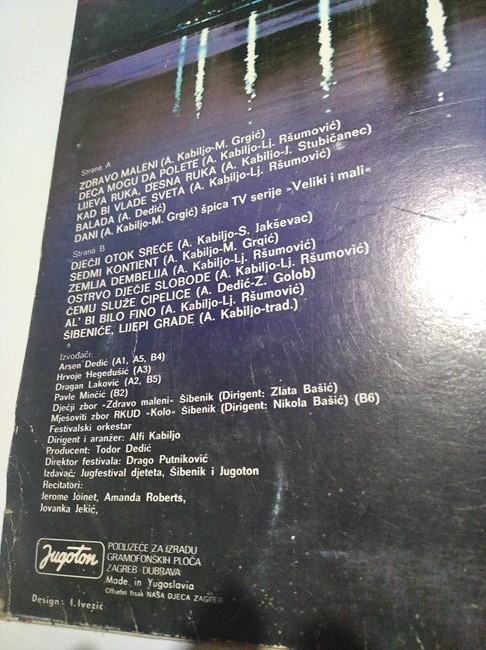 Strana A
ZDRAVO MALENI (A. Kabiljo-M. Grgić)
DECA MOGU DA POLETE (A. Kabiljo-Lj. Ršumović)
LIJEVA RUKA, DESNA RUKA (A. Kabiljo-J. Stubičanec)
KAD BI VLADE SVETA (A. Kabiljo-Lj. Ršumović)
BALADA (A. Dedić)
DANI (A. Kabiljo-M. Grgić) špica TV serije »Veliki i mali«
Strana B
DJEČJI OTOK SREĆE (A. Kabiljo-S. Jakševac)
SEDMI KONTIENT (A. Kabiljo-M. Grgić)
ZEMLJA DEMBELIJA (A. Kabiljo-Lj. Ršumović)
OSTRVO DJEČJE SLOBODE (A. Kabiljo-Lj. Ršumović)
ČEMU SLUŽE CIPELICE (A. Dedić-Z. Golob)
AL' BI BILO FINO (A. Kabiljo-Lj. Ršumović)
ŠIBENIČE, LIJEPI GRADE (A. Kabiljo-trad.)
Izvođači:
Arsen Dedić (A1, A5, B4)
Hrvoje Hegedušić (A3)
Dragan Laković (A2, B5)
Pavle Minčić (B2)
Dječji zbor »Zdravo maleni« Šibenik (Dirigent: Zlata Bašić)
Mješoviti zbor RKUD »Kolo« Šibenik (Dirigent: Nikola Bašić) (B6)
Festivalski orkestar
Dirigent i aranžer: Alfi Kabiljo
Producent: Todor Dedić
Direktor festivala: Drago Putniković
Izdavač: Jugfestival djeteta, Šibenik i Jugoton
Recitatori:
Jerome Joinet, Amanda Roberts,
Jovanka Jekić,
Jugoton
PODUZEĆE ZA IZRADU
GRAMOFONSKIH PLOČA
ZAGREB DUBRAVA
Made in Yugoslavia
Offsetni tisak NAŠA DJECA ZAGREB
Design: I. Ivezić